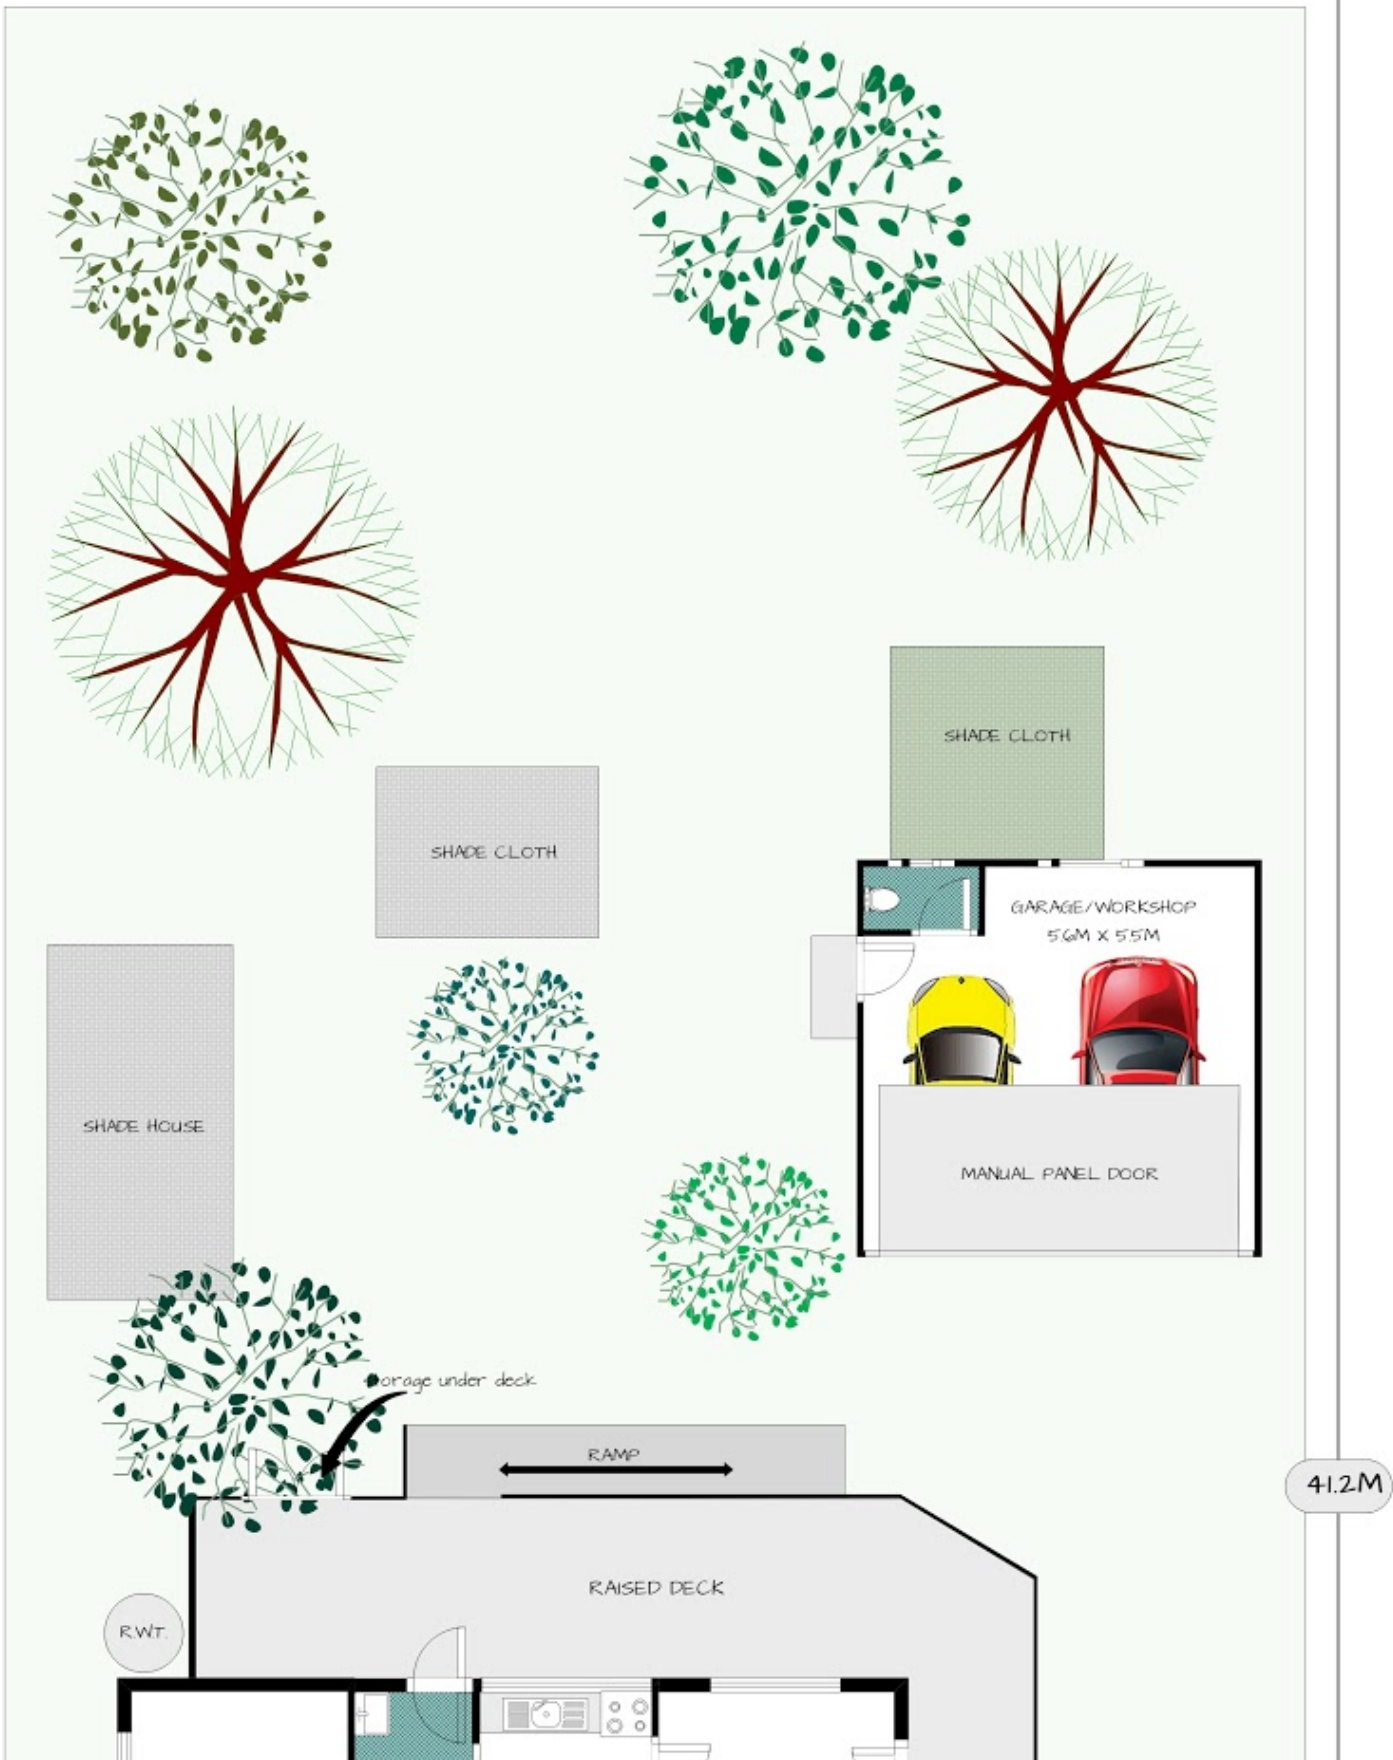 SHADE CLOTH
SHADE CLOTH
GARAGE/WORKSHOP
5.6M X 5.5M
SHADE HOUSE
MANUAL PANEL DOOR
storage under deck
RAMP
41.2M
RAISED DECK
R.W.T.